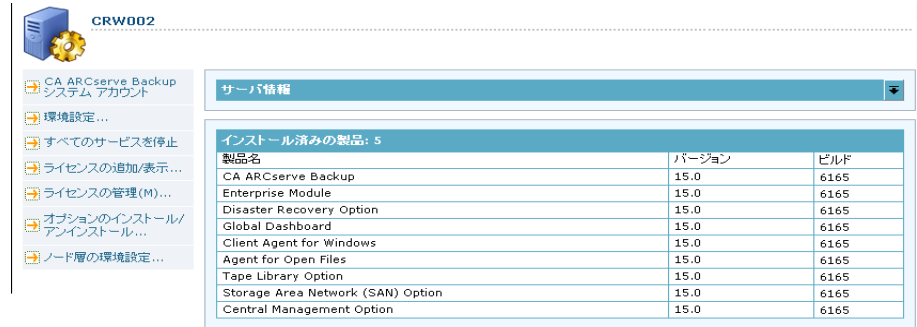 CRW002
CA ARCserve Backup
システム アカウント
環境設定...
すべてのサービスを停止
ライセンスの追加/表示...
ライセンスの管理(M)...
オプションのインストール/
アンインストール...
ノード層の環境設定...
サーバ情報
インストール済みの製品: 5
製品名 バージョン ビルド
CA ARCserve Backup 15.0 6165
Enterprise Module 15.0 6165
Disaster Recovery Option 15.0 6165
Global Dashboard 15.0 6165
Client Agent for Windows 15.0 6165
Agent for Open Files 15.0 6165
Tape Library Option 15.0 6165
Storage Area Network (SAN) Option 15.0 6165
Central Management Option 15.0 6165